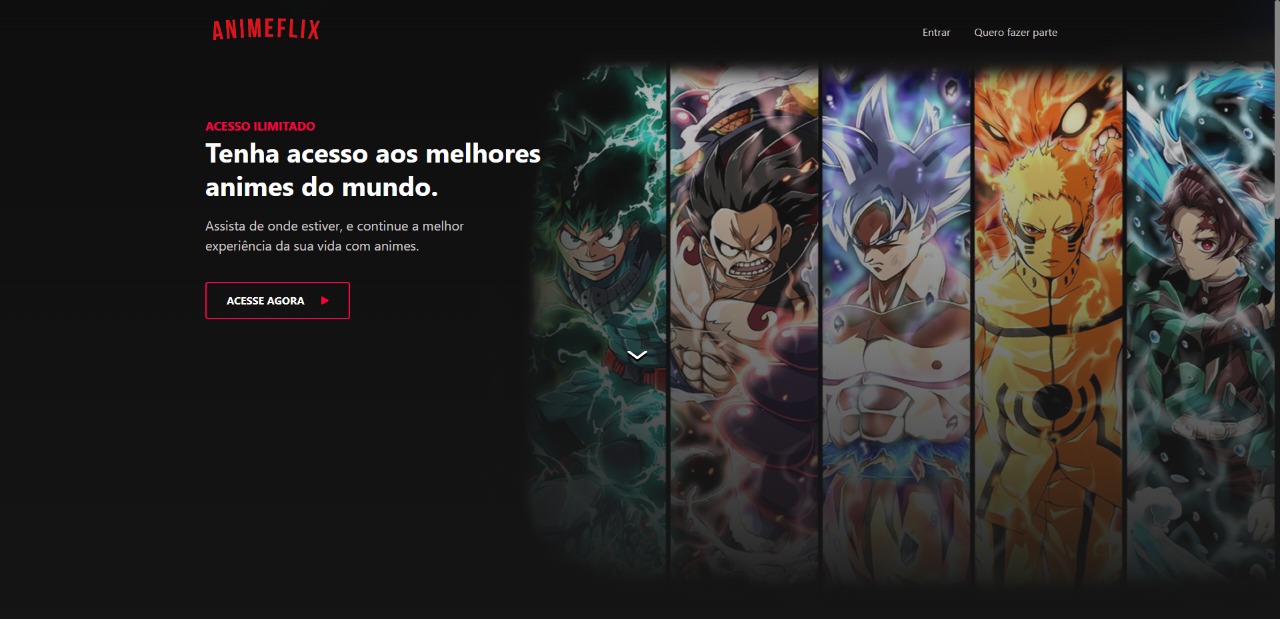 ANIMEFLIX
Entrar
Quero fazer parte
ACESSO ILIMITADO
Tenha acesso aos melhores
animes do mundo.
Assista de onde estiver, e continue a melhor
experiência da sua vida com animes.
ACESSE AGORA